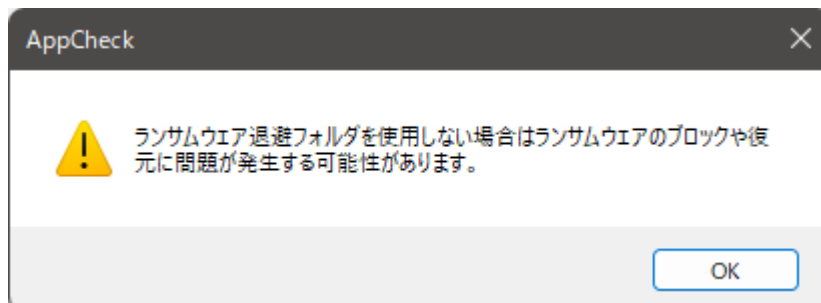 AppCheck
ランサムウェア退避フォルダを使用しない場合はランサムウェアのブロックや復
元に問題が発生する可能性があります。
OK